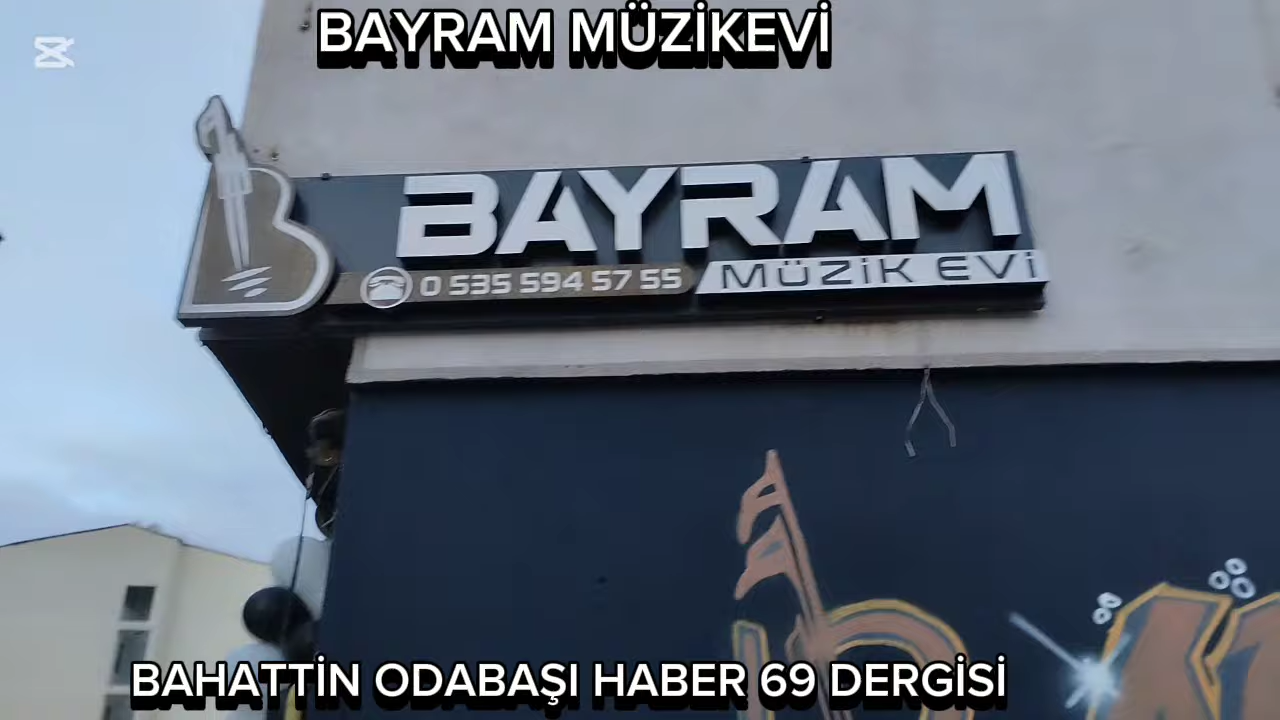 BAYRAM MÜZİKEVİ
BAYRAM
0 535 594 57 55 MÜZİK EVİ
BAHATTİN ODABAŞI HABER 69 DERGİSİ